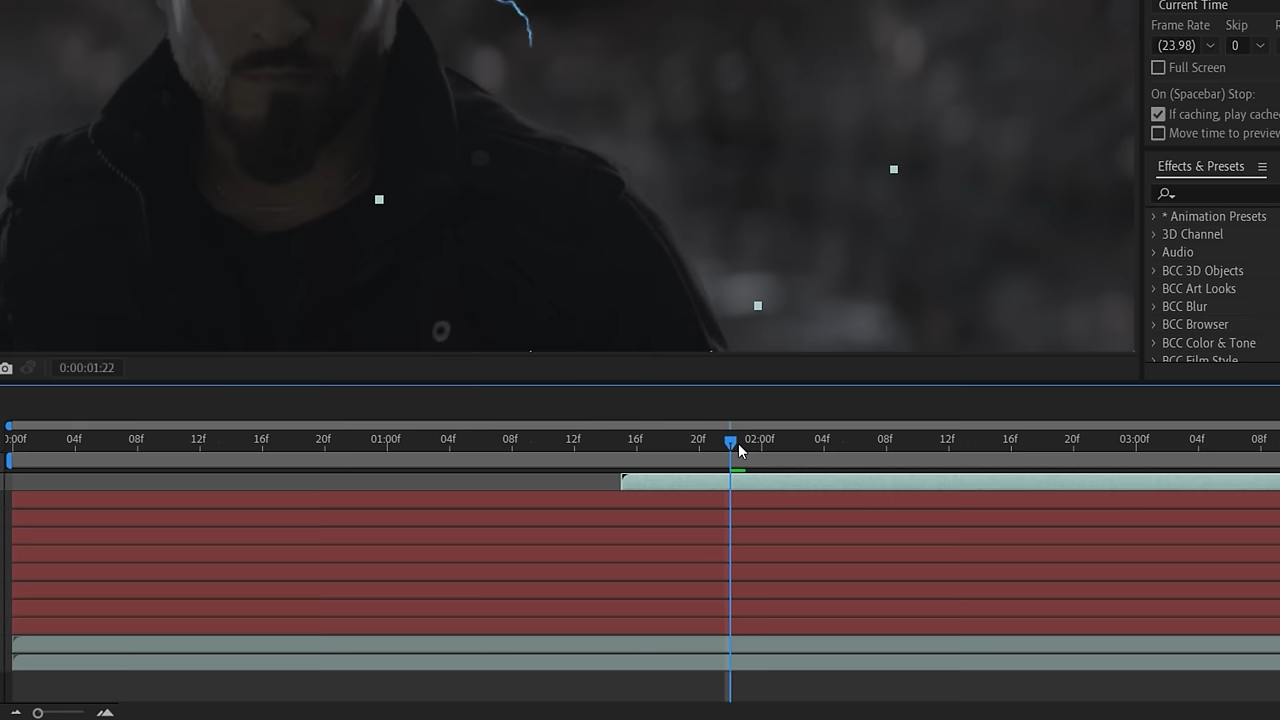 Current Time
Frame Rate Skip
(23.98) 0
Full Screen
On (Spacebar) Stop:
If caching, play cache
Move time to preview
Effects & Presets
* Animation Presets
3D Channel
Audio
BCC 3D Objects
BCC Art Looks
BCC Blur
BCC Browser
BCC Color & Tone
BCC Film Style
0:00:01:22
0:00f 04f 08f 12f 16f 20f 01:00f 04f 08f 12f 16f 20f 02:00f 04f 08f 12f 16f 20f 03:00f 04f 08f